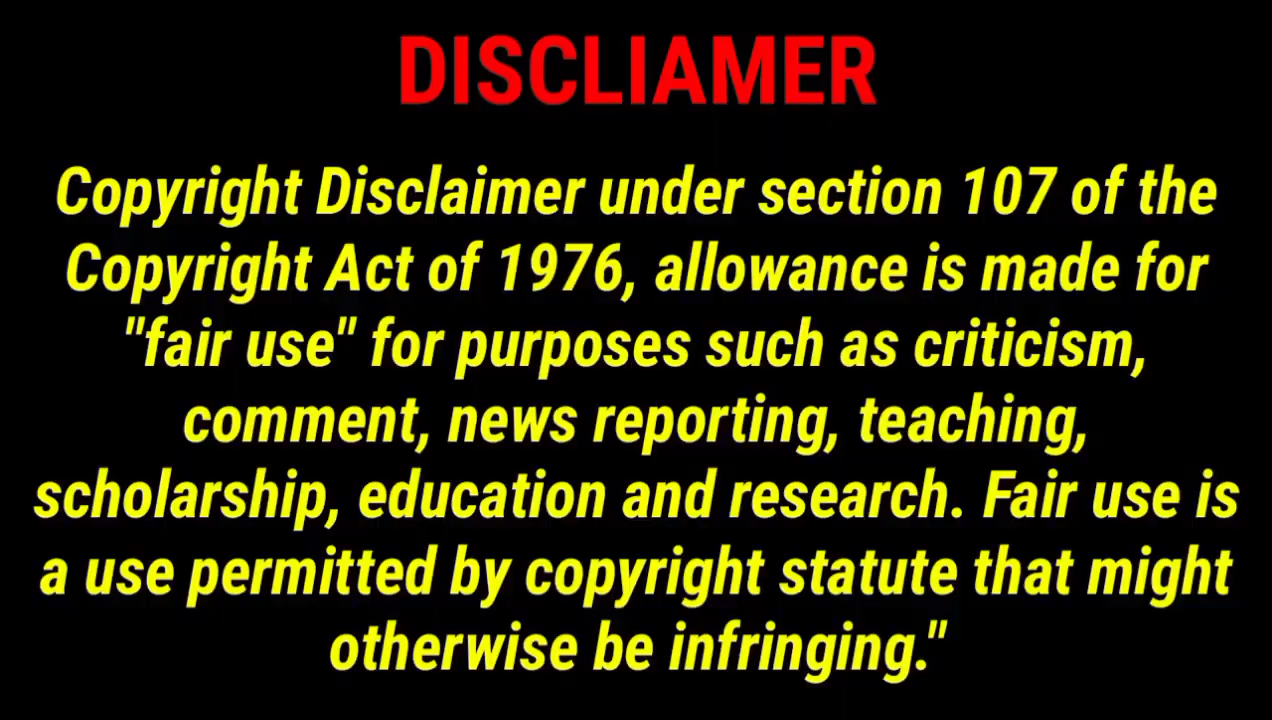 DISCLIAMER
Copyright Disclaimer under section 107 of the
Copyright Act of 1976, allowance is made for
"fair use" for purposes such as criticism,
comment, news reporting, teaching,
scholarship, education and research. Fair use is
a use permitted by copyright statute that might
otherwise be infringing."